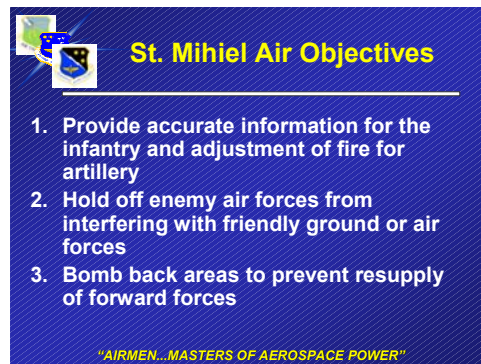 St. Mihiel Air Objectives
1. Provide accurate information for the
infantry and adjustment of fire for
artillery
2. Hold off enemy air forces from
interfering with friendly ground or air
forces
3. Bomb back areas to prevent resupply
of forward forces
“AIRMEN...MASTERS OF AEROSPACE POWER”